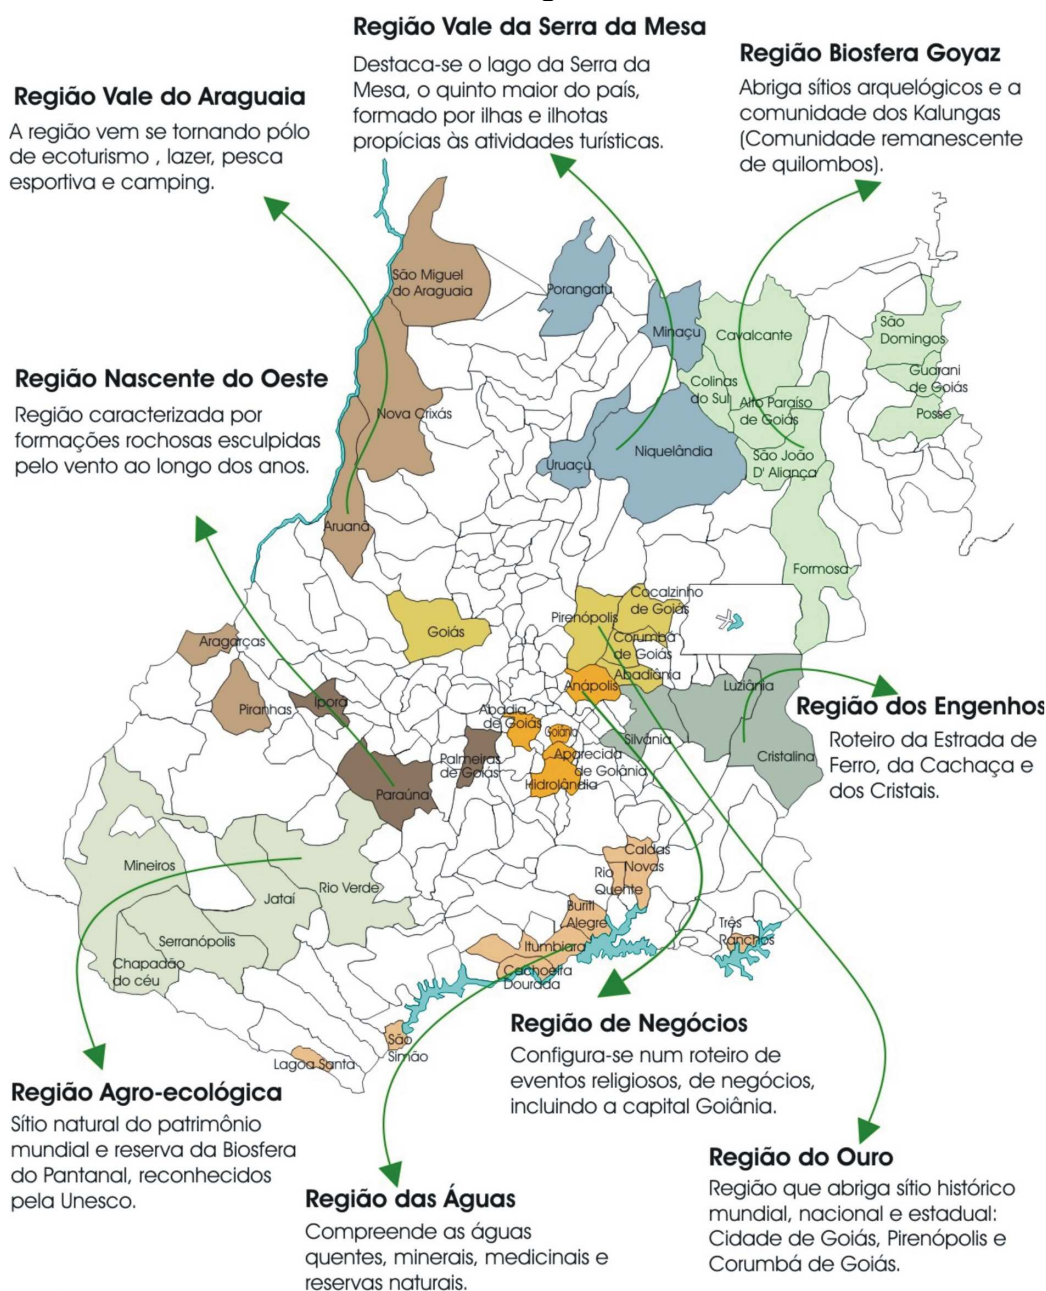 Região Vale da Serra da Mesa
Destaca-se o lago da Serra da
Mesa, o quinto maior do país,
formado por ilhas e ilhotas
propícias às atividades turísticas.
Região Biosfera Goyaz
Abriga sítios arquelógicos e a
comunidade dos Kalungas
(Comunidade remanescente
de quilombos).
Região Vale do Araguaia
A região vem se tornando pólo
de ecoturismo , lazer, pesca
esportiva e camping.
São Miguel
do Araguaia
Porangatu
Minaçu
Cavalcante
São
Domingos
Guarani
de Goiás
Posse
Colinas
do Sul
Alto Paraíso
de Goiás
São João
D' Aliança
Niquelândia
Uruaçu
Nova Crixás
Aruanã
Formosa
Região Nascente do Oeste
Região caracterizada por
formações rochosas esculpidas
pelo vento ao longo dos anos.
Goiás
Pirenópolis
Cocalzinho
de Goiás
Corumbá
de Goiás
Abadiânia
Anápolis
Aragarças
Piranhas
Iporá
Abadia
de Goiás
Goiânia
Aparecida
de Goiânia
Hidrolândia
Palmeiras
de Goiás
Paraúna
Silvânia
Luziânia
Cristalina
Região dos Engenhos
Roteiro da Estrada de
Ferro, da Cachaça e
dos Cristais.
Mineiros
Rio Verde
Jataí
Serranópolis
Chapadão
do céu
Caldas
Novas
Rio
Quente
Buriti
Alegre
Itumbiara
Cachoeira
Dourada
Três
Ranchos
São
Simão
Lagoa Santa
Região de Negócios
Configura-se num roteiro de
eventos religiosos, de negócios,
incluindo a capital Goiânia.
Região Agro-ecológica
Sítio natural do patrimônio
mundial e reserva da Biosfera
do Pantanal, reconhecidos
pela Unesco.
Região das Águas
Compreende as águas
quentes, minerais, medicinais e
reservas naturais.
Região do Ouro
Região que abriga sítio histórico
mundial, nacional e estadual:
Cidade de Goiás, Pirenópolis e
Corumbá de Goiás.